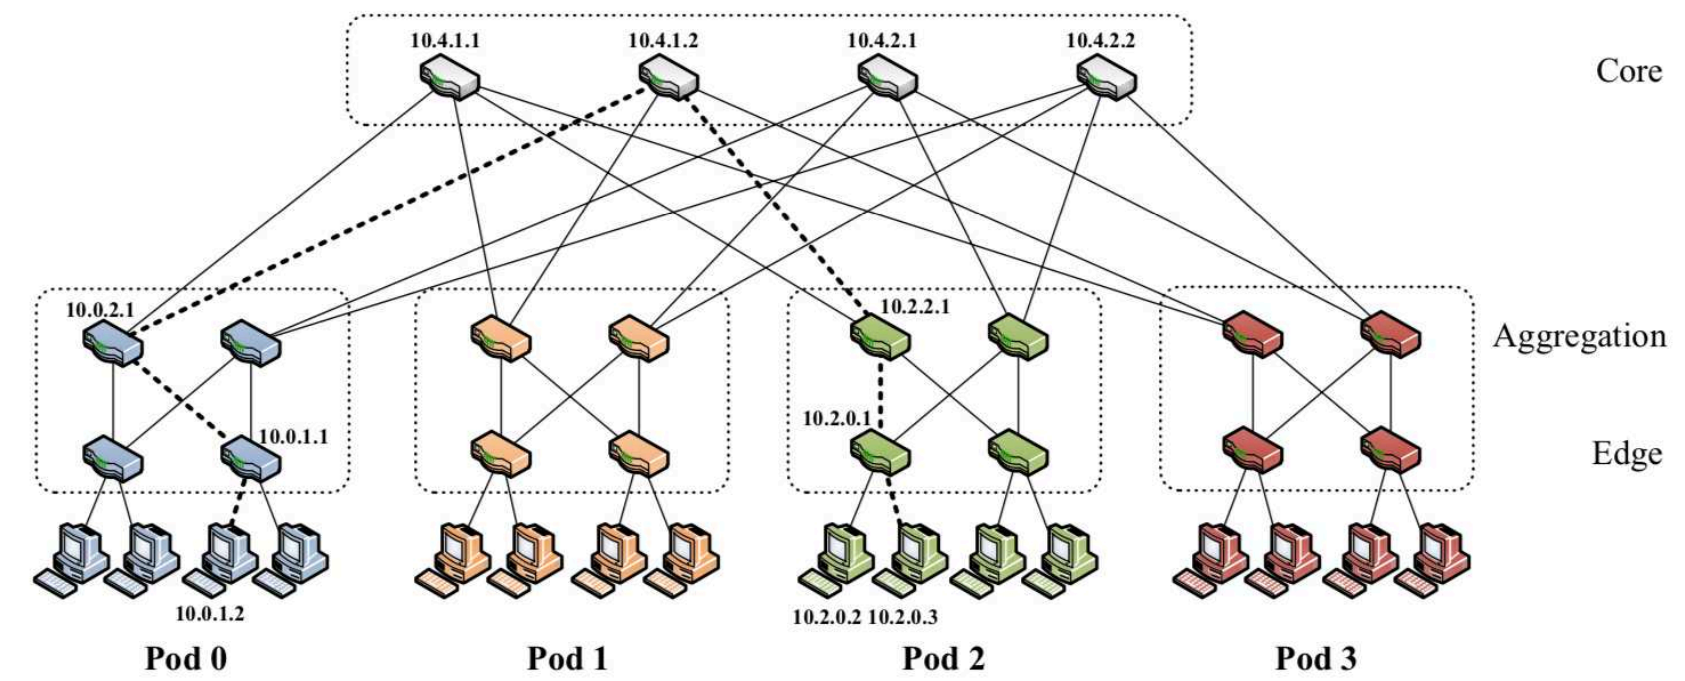 10.4.1.1 10.4.1.2 10.4.2.1 10.4.2.2
Core
10.0.2.1 10.2.2.1
Aggregation
10.0.1.1 10.2.0.1
Edge
10.0.1.2 10.2.0.2 10.2.0.3
Pod 0 Pod 1 Pod 2 Pod 3